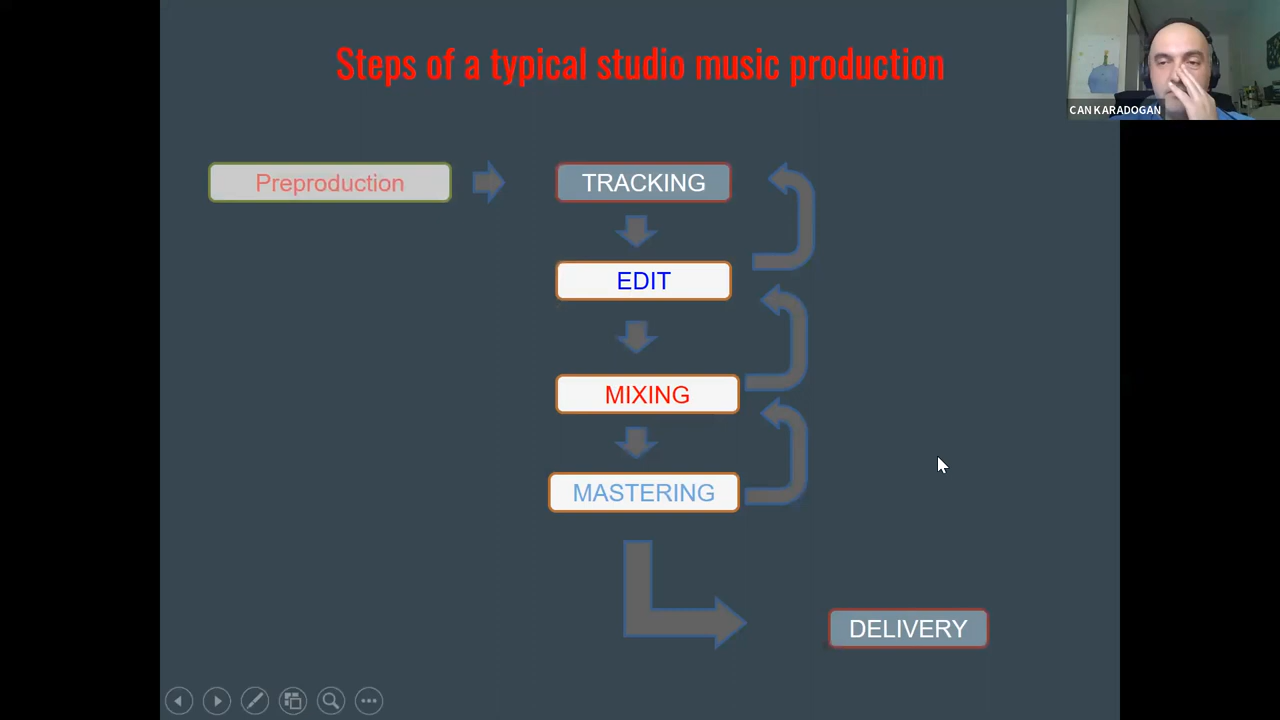 Steps of a typical studio music production
CAN KARADOGAN
Preproduction
TRACKING
EDIT
MIXING
MASTERING
DELIVERY